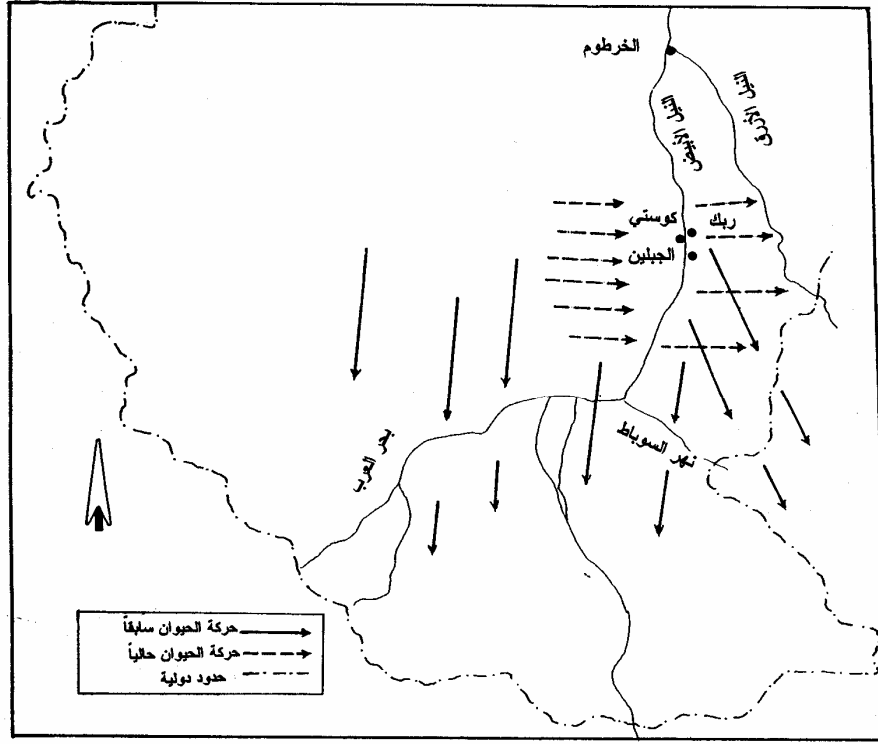 الخرطوم
النيل الأزرق
النيل الأبيض
كوستي
ربك
الجبلين
بحر العرب
نهر السوباط
حركة الحيوان سابقاً
حركة الحيوان حالياً
حدود دولية